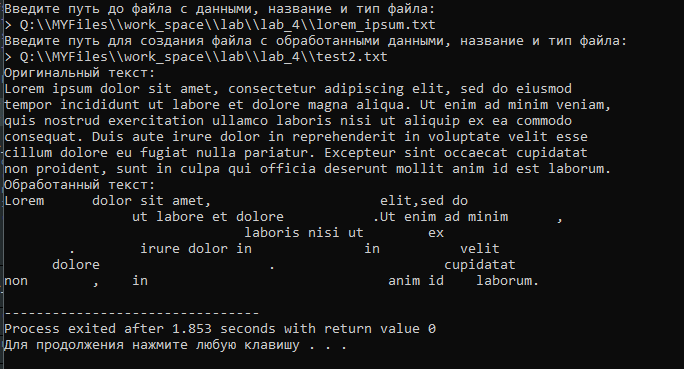 Введите путь до файла с данными, название и тип файла:
> Q:\\MYFiles\\work_space\\lab\\lab_4\\lorem_ipsum.txt
Введите путь для создания файла с обработанными данными, название и тип файла:
> Q:\\MYFiles\\work_space\\lab\\lab_4\\test2.txt
Оригинальный текст:
Lorem ipsum dolor sit amet, consectetur adipiscing elit, sed do eiusmod
tempor incididunt ut labore et dolore magna aliqua. Ut enim ad minim veniam,
quis nostrud exercitation ullamco laboris nisi ut aliquip ex ea commodo
consequat. Duis aute irure dolor in reprehenderit in voluptate velit esse
cillum dolore eu fugiat nulla pariatur. Excepteur sint occaecat cupidatat
non proident, sunt in culpa qui officia deserunt mollit anim id est laborum.
Обработанный текст:
Lorem      dolor sit amet,                     elit,sed do
                ut labore et dolore           .Ut enim ad minim      ,
                              laboris nisi ut        ex
        .        irure dolor in              in          velit
      dolore                     .                     cupidatat
non        ,    in                              anim id    laborum.

--------------------------------
Process exited after 1.853 seconds with return value 0
Для продолжения нажмите любую клавишу . . .